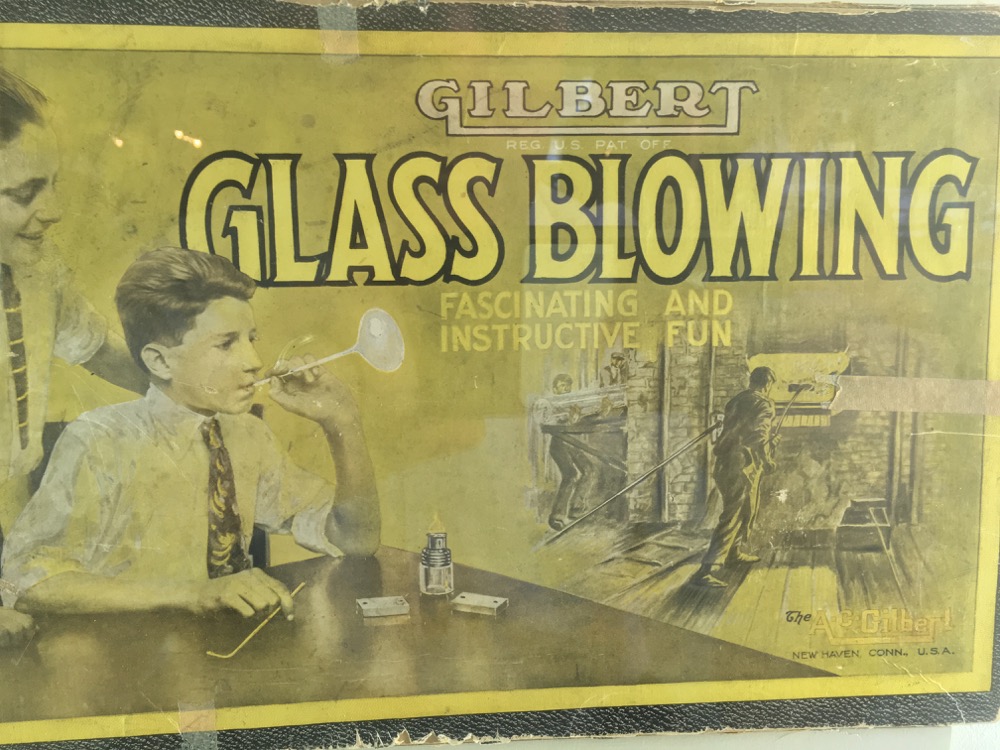 GILBERT
REG. U.S. PAT. OFF.
GLASS BLOWING
FASCINATING AND
INSTRUCTIVE FUN
The A.C. Gilbert
NEW HAVEN, CONN., U.S.A.